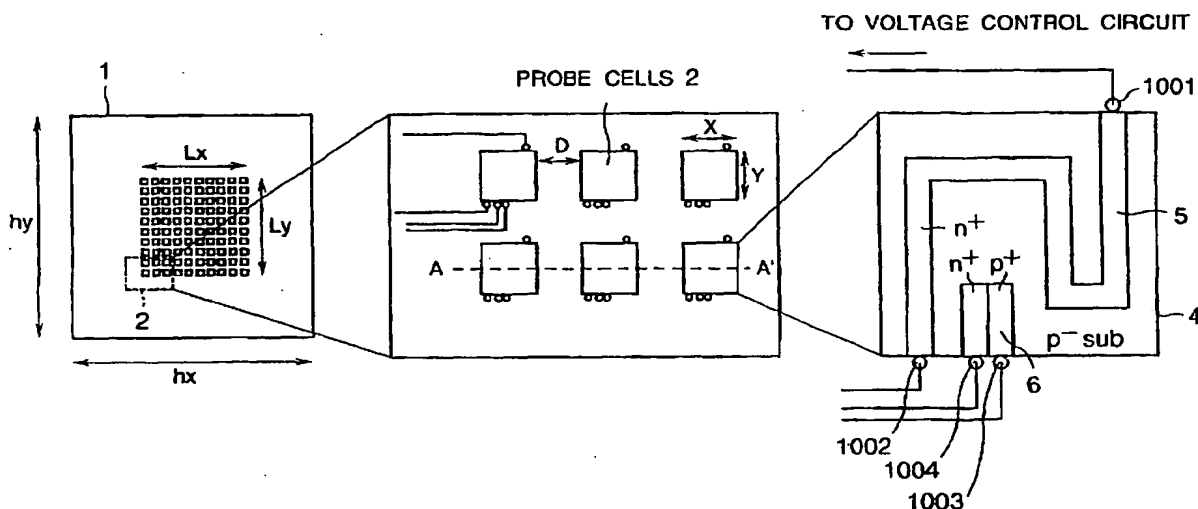 TO VOLTAGE CONTROL CIRCUIT
1
PROBE CELLS 2
1001
Lx
X
D
Y
hy
Ly
5
n+
n+ p+
A A'
4
2
p- sub
6
hx
1002
1004
1003